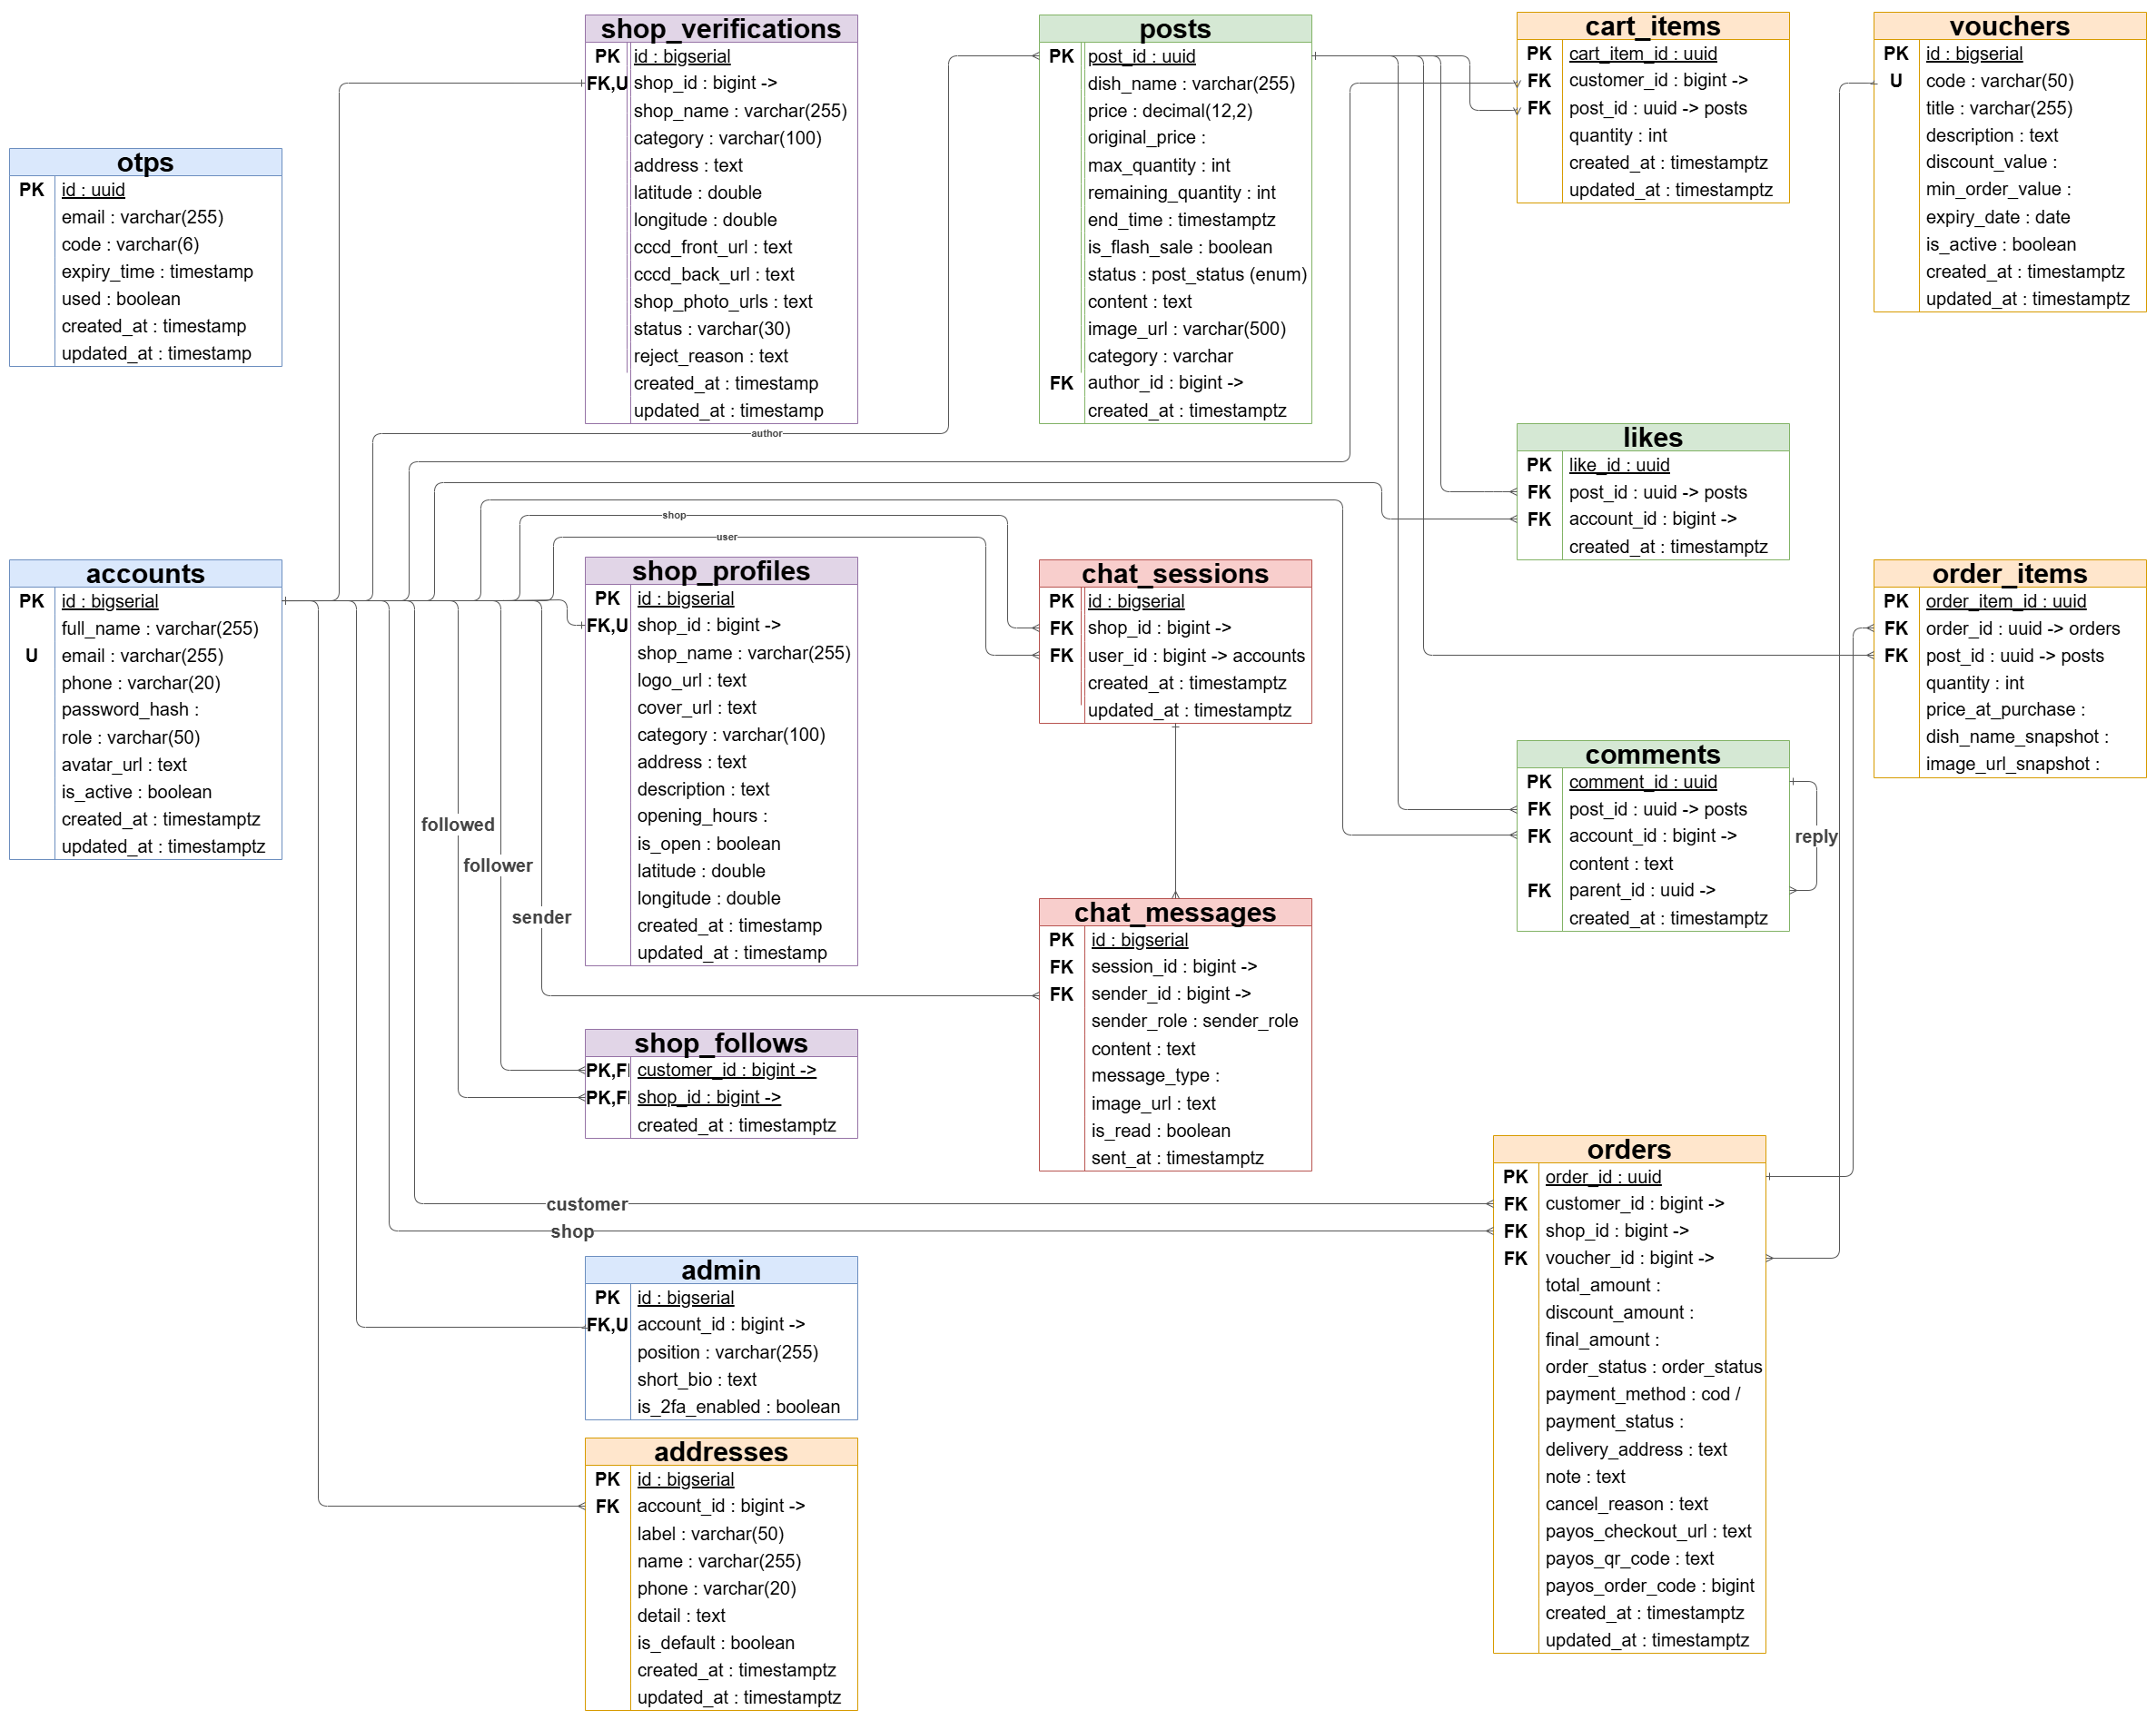 shop_verifications
PK id : bigserial
FK,U shop_id : bigint ->
shop_name : varchar(255)
category : varchar(100)
address : text
latitude : double
longitude : double
cccd_front_url : text
cccd_back_url : text
shop_photo_urls : text
status : varchar(30)
reject_reason : text
created_at : timestamp
updated_at : timestamp
posts
PK post_id : uuid
dish_name : varchar(255)
price : decimal(12,2)
original_price :
max_quantity : int
remaining_quantity : int
end_time : timestamptz
is_flash_sale : boolean
status : post_status (enum)
content : text
image_url : varchar(500)
category : varchar
FK author_id : bigint ->
created_at : timestamptz
cart_items
PK cart_item_id : uuid
FK customer_id : bigint ->
FK post_id : uuid -> posts
quantity : int
created_at : timestamptz
updated_at : timestamptz
vouchers
PK id : bigserial
U code : varchar(50)
title : varchar(255)
description : text
discount_value :
min_order_value :
expiry_date : date
is_active : boolean
created_at : timestamptz
updated_at : timestamptz
otps
PK id : uuid
email : varchar(255)
code : varchar(6)
expiry_time : timestamp
used : boolean
created_at : timestamp
updated_at : timestamp
author
likes
PK like_id : uuid
FK post_id : uuid -> posts
FK account_id : bigint ->
created_at : timestamptz
shop
user
accounts
PK id : bigserial
full_name : varchar(255)
U email : varchar(255)
phone : varchar(20)
password_hash :
role : varchar(50)
avatar_url : text
is_active : boolean
created_at : timestamptz
updated_at : timestamptz
shop_profiles
PK id : bigserial
FK,U shop_id : bigint ->
shop_name : varchar(255)
logo_url : text
cover_url : text
category : varchar(100)
address : text
description : text
opening_hours :
is_open : boolean
latitude : double
longitude : double
created_at : timestamp
updated_at : timestamp
chat_sessions
PK id : bigserial
FK shop_id : bigint ->
FK user_id : bigint -> accounts
created_at : timestamptz
updated_at : timestamptz
order_items
PK order_item_id : uuid
FK order_id : uuid -> orders
FK post_id : uuid -> posts
quantity : int
price_at_purchase :
dish_name_snapshot :
image_url_snapshot :
comments
PK comment_id : uuid
FK post_id : uuid -> posts
FK account_id : bigint ->
content : text
FK parent_id : uuid ->
created_at : timestamptz
reply
followed
follower
sender
chat_messages
PK id : bigserial
FK session_id : bigint ->
FK sender_id : bigint ->
sender_role : sender_role
content : text
message_type :
image_url : text
is_read : boolean
sent_at : timestamptz
shop_follows
PK,F customer_id : bigint ->
PK,F shop_id : bigint ->
created_at : timestamptz
customer
shop
orders
PK order_id : uuid
FK customer_id : bigint ->
FK shop_id : bigint ->
FK voucher_id : bigint ->
total_amount :
discount_amount :
final_amount :
order_status : order_status
payment_method : cod /
payment_status :
delivery_address : text
note : text
cancel_reason : text
payos_checkout_url : text
payos_qr_code : text
payos_order_code : bigint
created_at : timestamptz
updated_at : timestamptz
admin
PK id : bigserial
FK,U account_id : bigint ->
position : varchar(255)
short_bio : text
is_2fa_enabled : boolean
addresses
PK id : bigserial
FK account_id : bigint ->
label : varchar(50)
name : varchar(255)
phone : varchar(20)
detail : text
is_default : boolean
created_at : timestamptz
updated_at : timestamptz